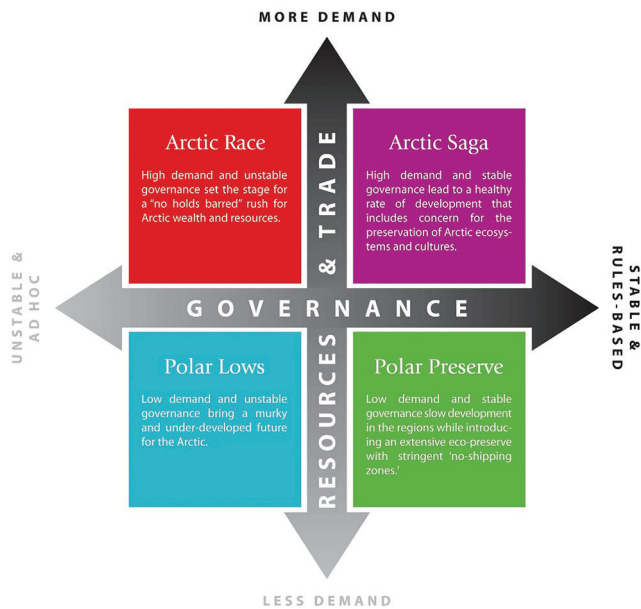 MORE DEMAND
Arctic Race
High demand and unstable
governance set the stage for
a “no holds barred” rush for
Arctic wealth and resources.
Arctic Saga
High demand and stable
governance lead to a healthy
rate of development that
includes concern for the
preservation of Arctic ecosys-
tems and cultures.
UNSTABLE &
AD HOC
GOVERNANCE
STABLE &
RULES-BASED
RESOURCES & TRADE
Polar Lows
Low demand and unstable
governance bring a murky
and under-developed future
for the Arctic.
Polar Preserve
Low demand and stable
governance slow development
in the regions while introduc-
ing an extensive eco-preserve
with stringent ‘no-shipping
zones.’
LESS DEMAND